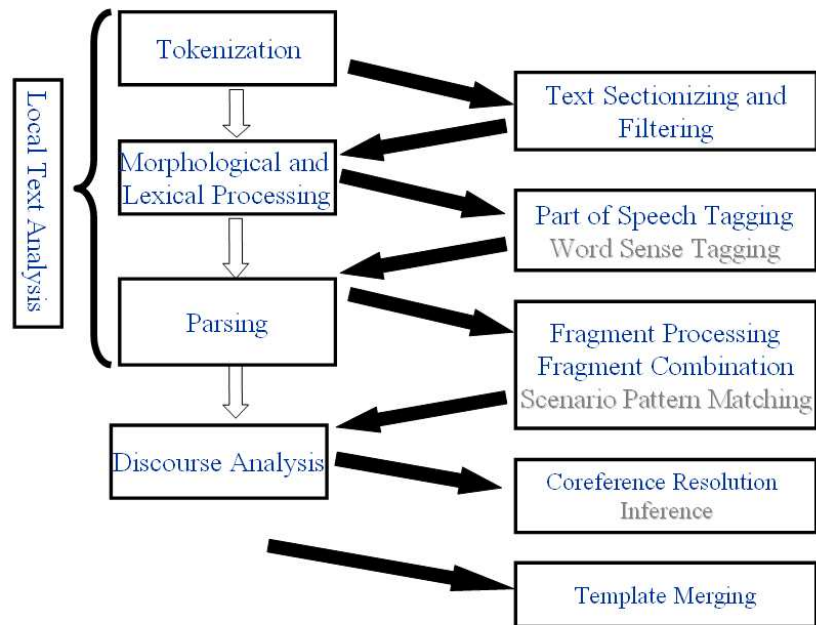 Local Text Analysis
Tokenization
Text Sectionizing and
Filtering
Morphological and
Lexical Processing
Part of Speech Tagging
Word Sense Tagging
Parsing
Fragment Processing
Fragment Combination
Scenario Pattern Matching
Discourse Analysis
Coreference Resolution
Inference
Template Merging